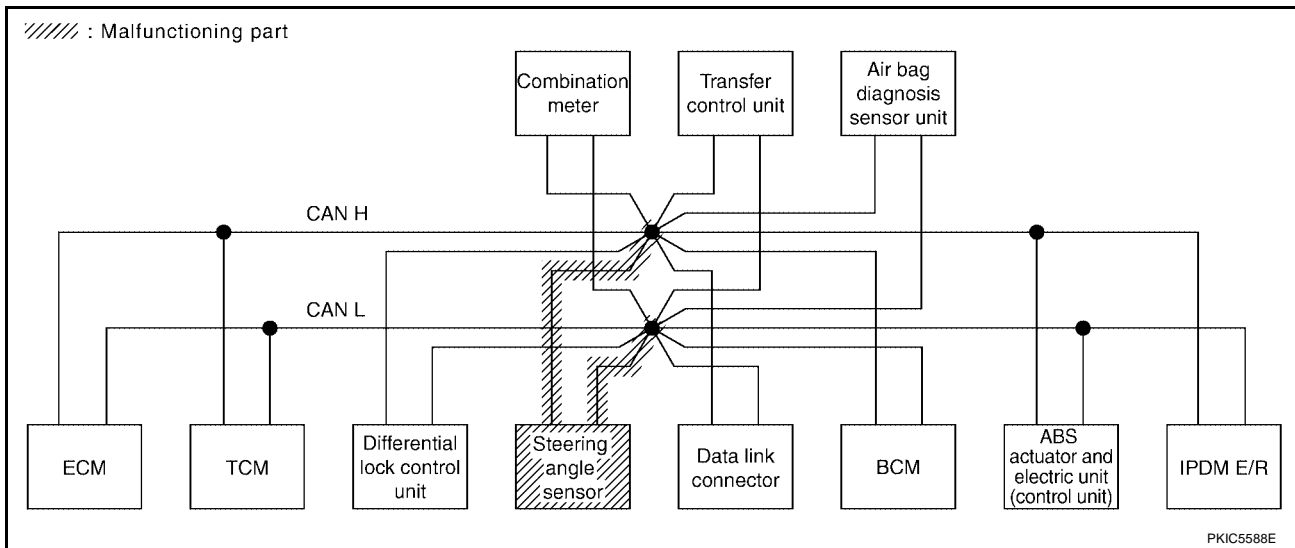 : Malfunctioning part
Combination
meter
Transfer
control unit
Air bag
diagnosis
sensor unit
CAN H
CAN L
ECM
TCM
Differential
lock control
unit
Steering
angle
sensor
Data link
connector
BCM
ABS
actuator and
electric unit
(control unit)
IPDM E/R
PKIC5588E